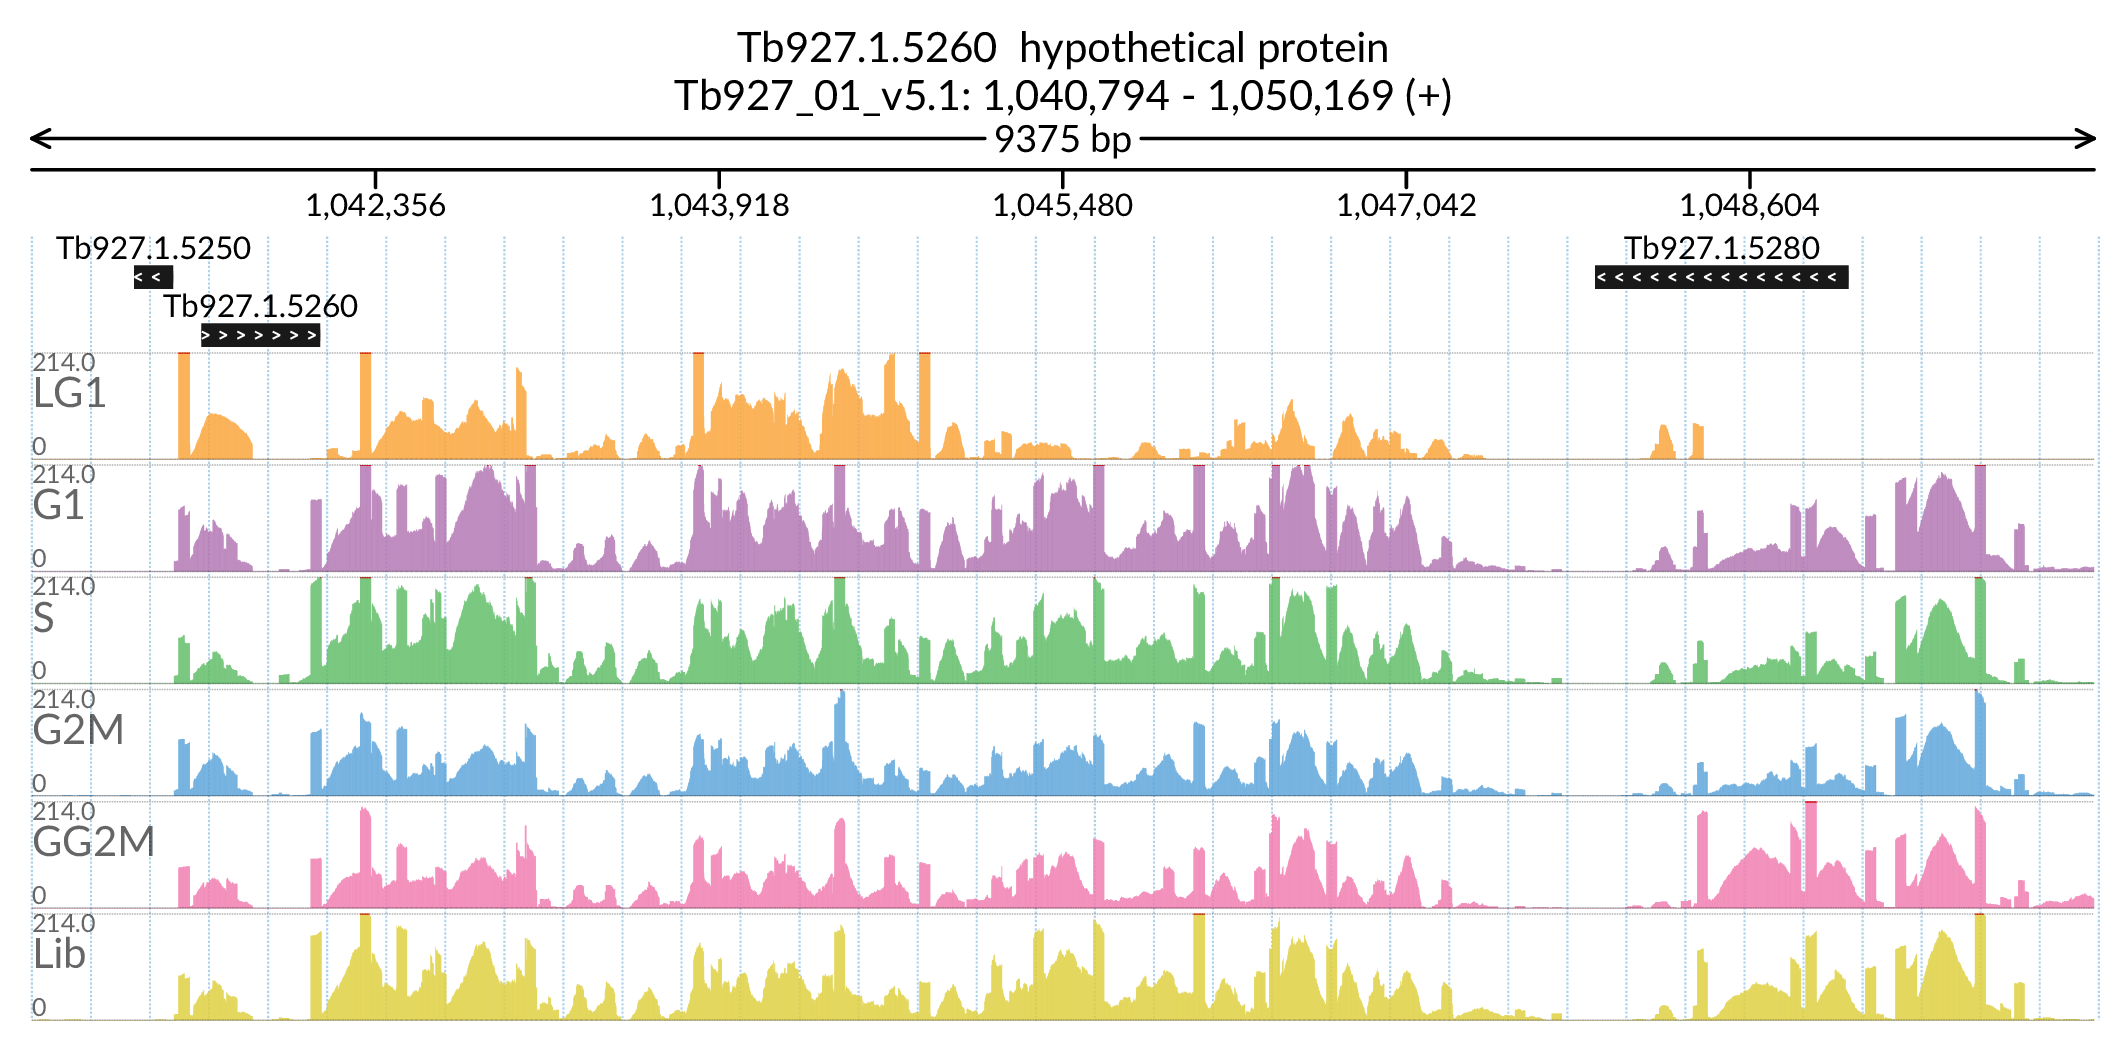 Tb927.1.5260  hypothetical protein
Tb927_01_v5.1: 1,040,794 - 1,050,169 (+)
9375 bp
1,042,356 1,043,918 1,045,480 1,047,042 1,048,604
Tb927.1.5250 Tb927.1.5280
< < < < < < < < < < < < < < < <
Tb927.1.5260
> > > > > > >
214.0
LG1
0
214.0
G1
0
214.0
S
0
214.0
G2M
0
214.0
GG2M
0
214.0
Lib
0